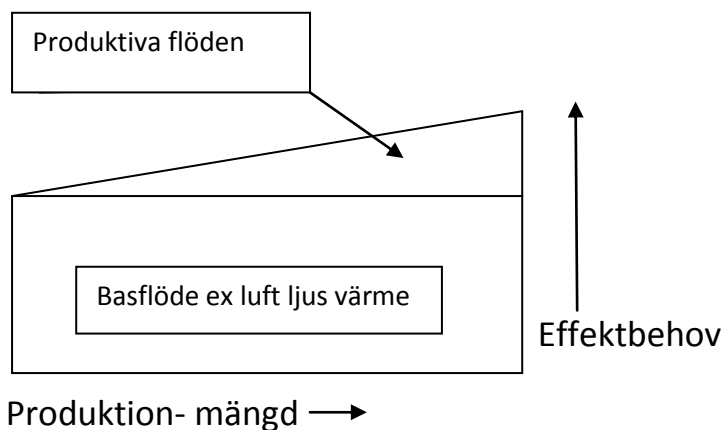 Produktiva flöden
Basflöde ex luft ljus värme
Effektbehov
Produktion- mängd